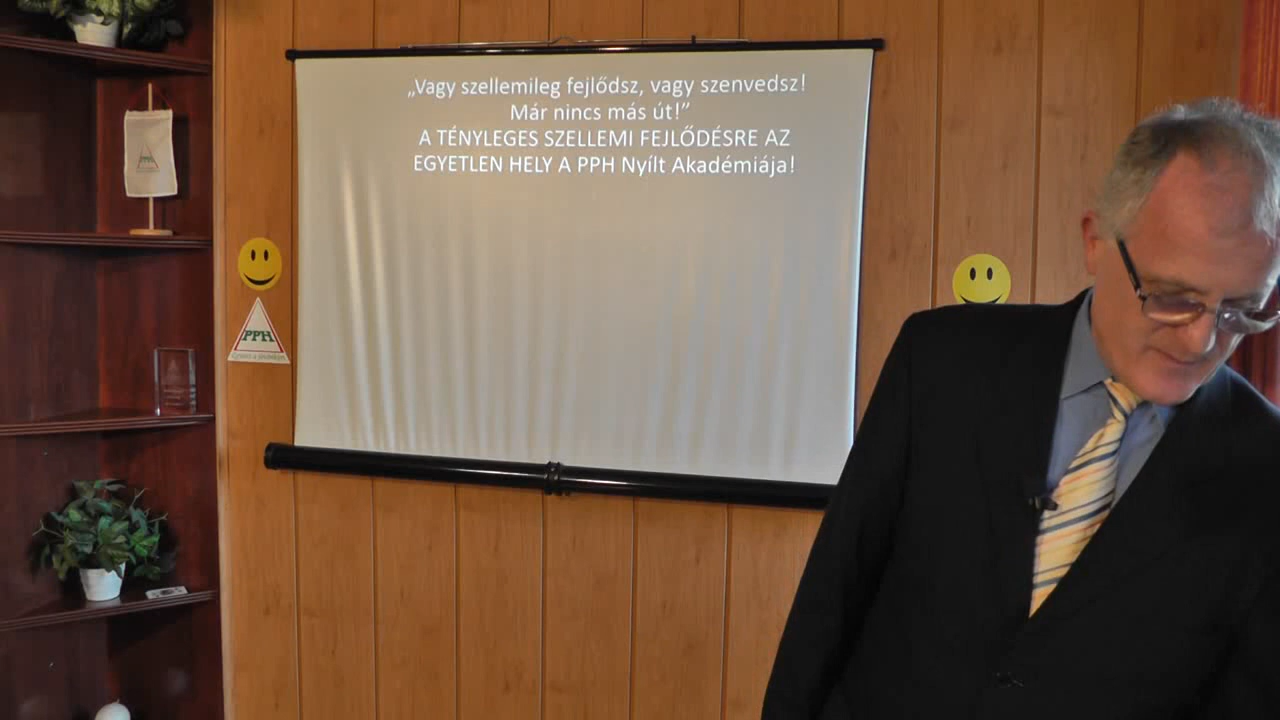 „Vagy szellemileg fejlődsz, vagy szenvedsz!
Már nincs más út!”
A TÉNYLEGES SZELLEMI FEJLŐDÉSRE AZ
EGYETLEN HELY A PPH Nyílt Akadémiája!
PPH